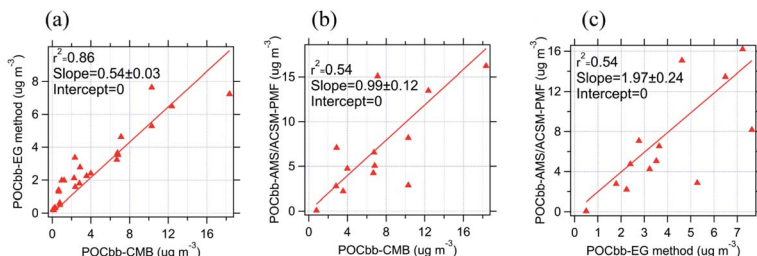 (a)
r²=0.86
Slope=0.54±0.03
Intercept=0
POCbb-EG method (ug m⁻³)
8
6
4
2
0
0 4 8 12 16
POCbb-CMB (ug m⁻³)
(b)
r²=0.54
Slope=0.99±0.12
Intercept=0
POCbb-AMS/ACSM-PMF (ug m⁻³)
15
10
5
0
0 4 8 12 16
POCbb-CMB (ug m⁻³)
(c)
r²=0.54
Slope=1.97±0.24
Intercept=0
POCbb-AMS/ACSM-PMF (ug m⁻³)
16
12
8
4
0
0 1 2 3 4 5 6 7
POCbb-EG method (ug m⁻³)